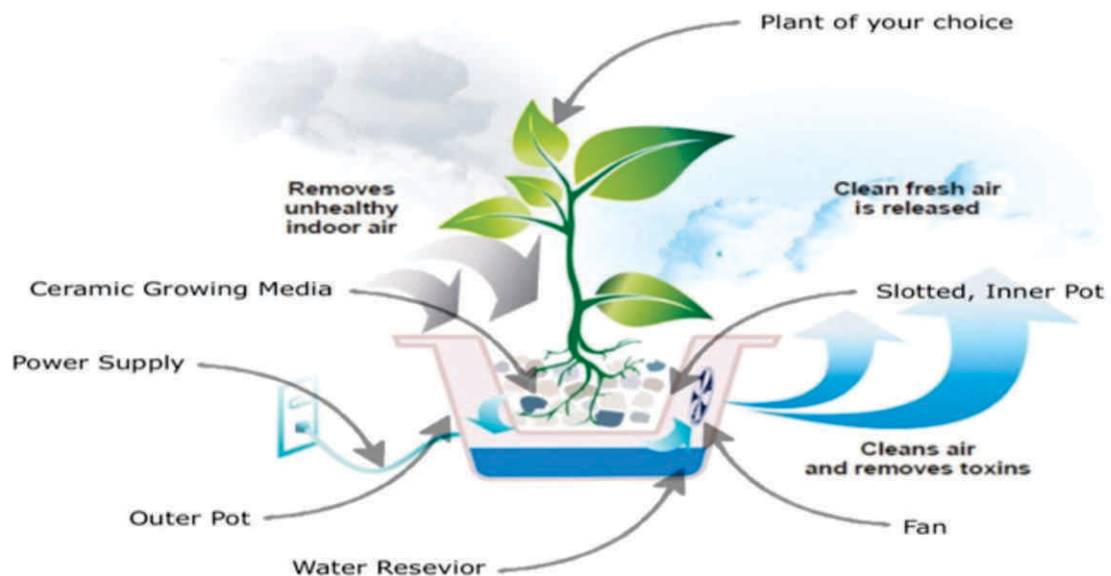 Plant of your choice
Removes
unhealthy
indoor air
Clean fresh air
is released
Ceramic Growing Media
Slotted, Inner Pot
Power Supply
Cleans air
and removes toxins
Outer Pot
Fan
Water Resevior